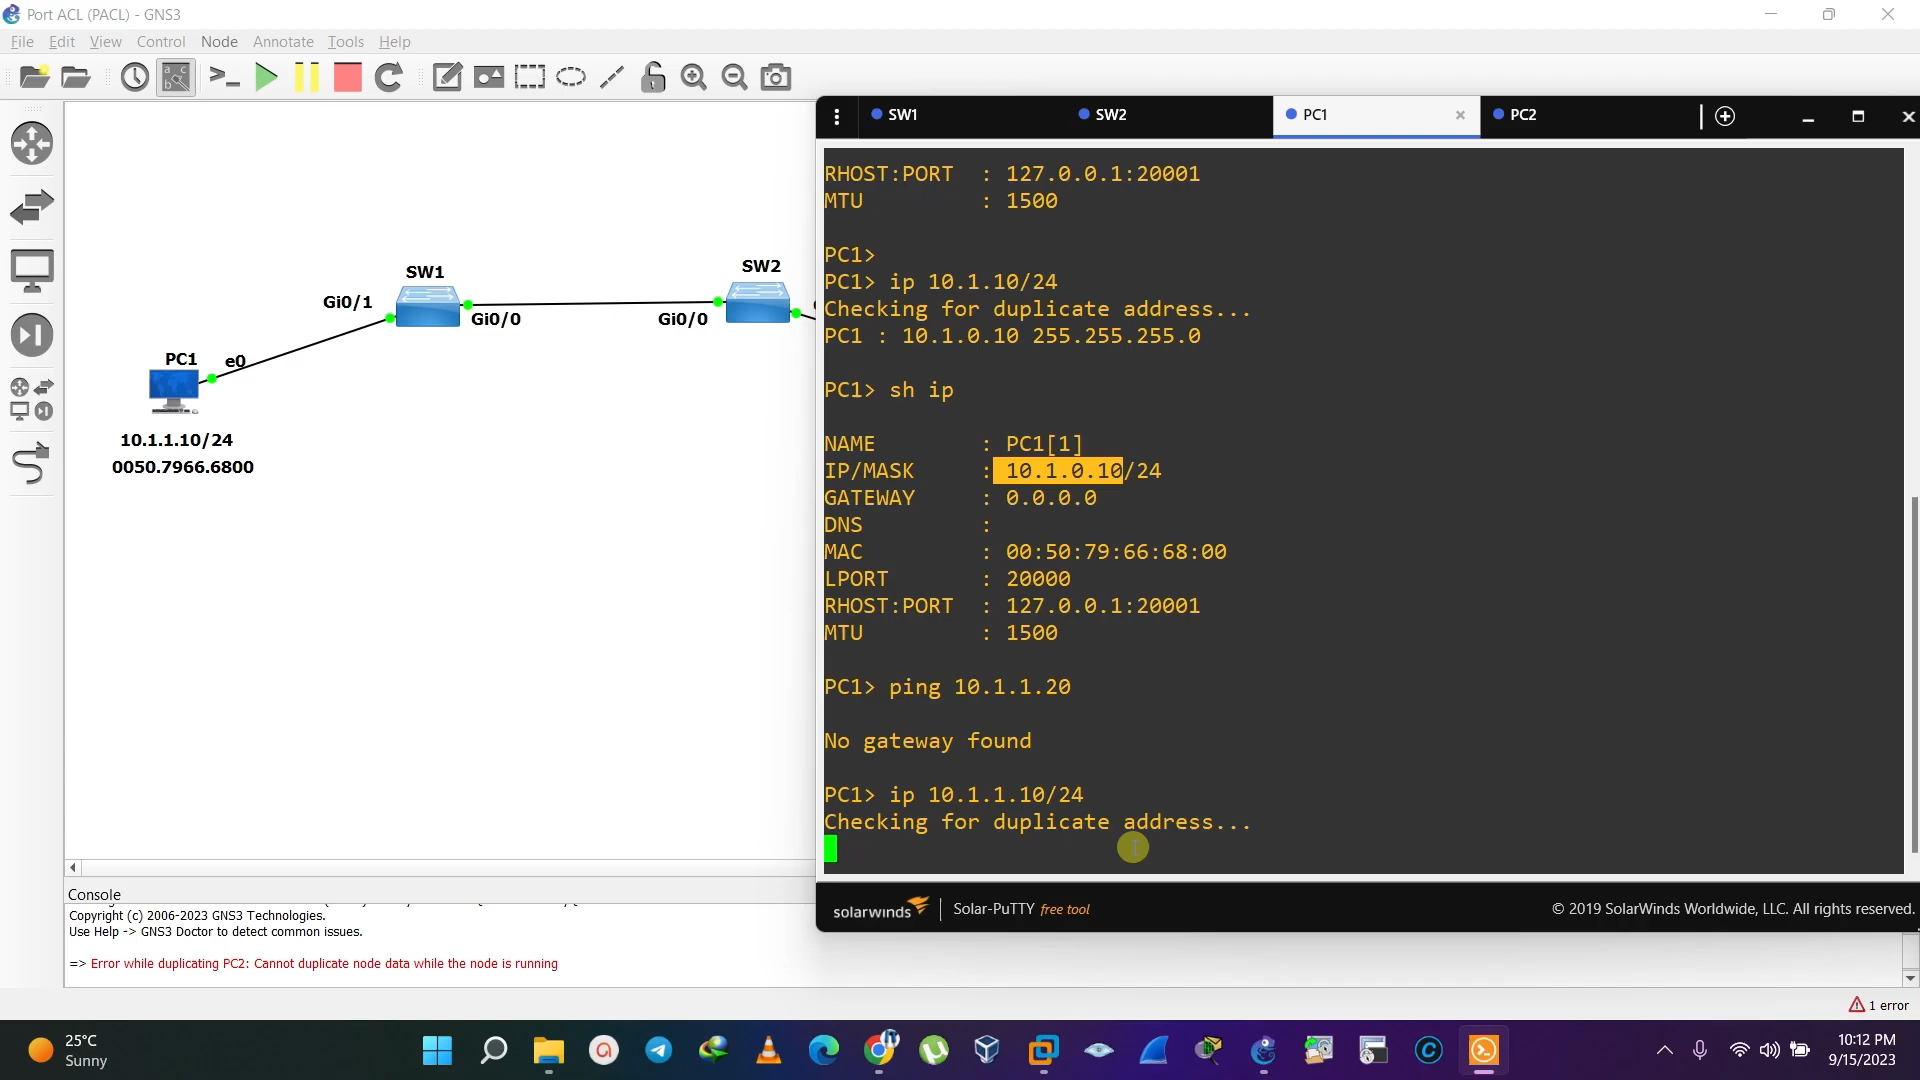 Port ACL (PACL) - GNS3
File Edit View Control Node Annotate Tools Help
SW1
SW2
PC1
PC2
SW1
SW2
Gi0/1
Gi0/0
Gi0/0
PC1
e0
10.1.1.10/24
0050.7966.6800
RHOST:PORT : 127.0.0.1:20001
MTU : 1500
PC1>
PC1> ip 10.1.10/24
Checking for duplicate address...
PC1 : 10.1.0.10 255.255.255.0
PC1> sh ip
NAME : PC1[1]
IP/MASK : 10.1.0.10/24
GATEWAY : 0.0.0.0
DNS :
MAC : 00:50:79:66:68:00
LPORT : 20000
RHOST:PORT : 127.0.0.1:20001
MTU : 1500
PC1> ping 10.1.1.20
No gateway found
PC1> ip 10.1.1.10/24
Checking for duplicate address...
solarwinds
Solar-PuTTY free tool
© 2019 SolarWinds Worldwide, LLC. All rights reserved.
Console
Copyright (c) 2006-2023 GNS3 Technologies.
Use Help -> GNS3 Doctor to detect common issues.
=> Error while duplicating PC2: Cannot duplicate node data while the node is running
1 error
25°C
Sunny
10:12 PM
9/15/2023